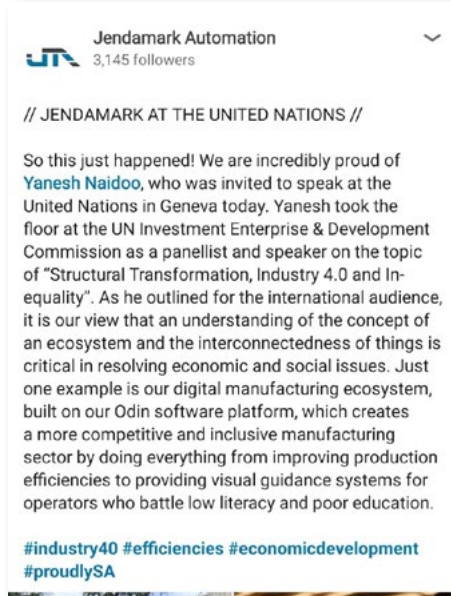 Jendamark Automation
3,145 followers
// JENDAMARK AT THE UNITED NATIONS //
So this just happened! We are incredibly proud of
Yanesh Naidoo, who was invited to speak at the
United Nations in Geneva today. Yanesh took the
floor at the UN Investment Enterprise & Development
Commission as a panellist and speaker on the topic
of “Structural Transformation, Industry 4.0 and In-
equality”. As he outlined for the international audience,
it is our view that an understanding of the concept of
an ecosystem and the interconnectedness of things is
critical in resolving economic and social issues. Just
one example is our digital manufacturing ecosystem,
built on our Odin software platform, which creates
a more competitive and inclusive manufacturing
sector by doing everything from improving production
efficiencies to providing visual guidance systems for
operators who battle low literacy and poor education.
#industry40 #efficiencies #economicdevelopment
#proudlySA